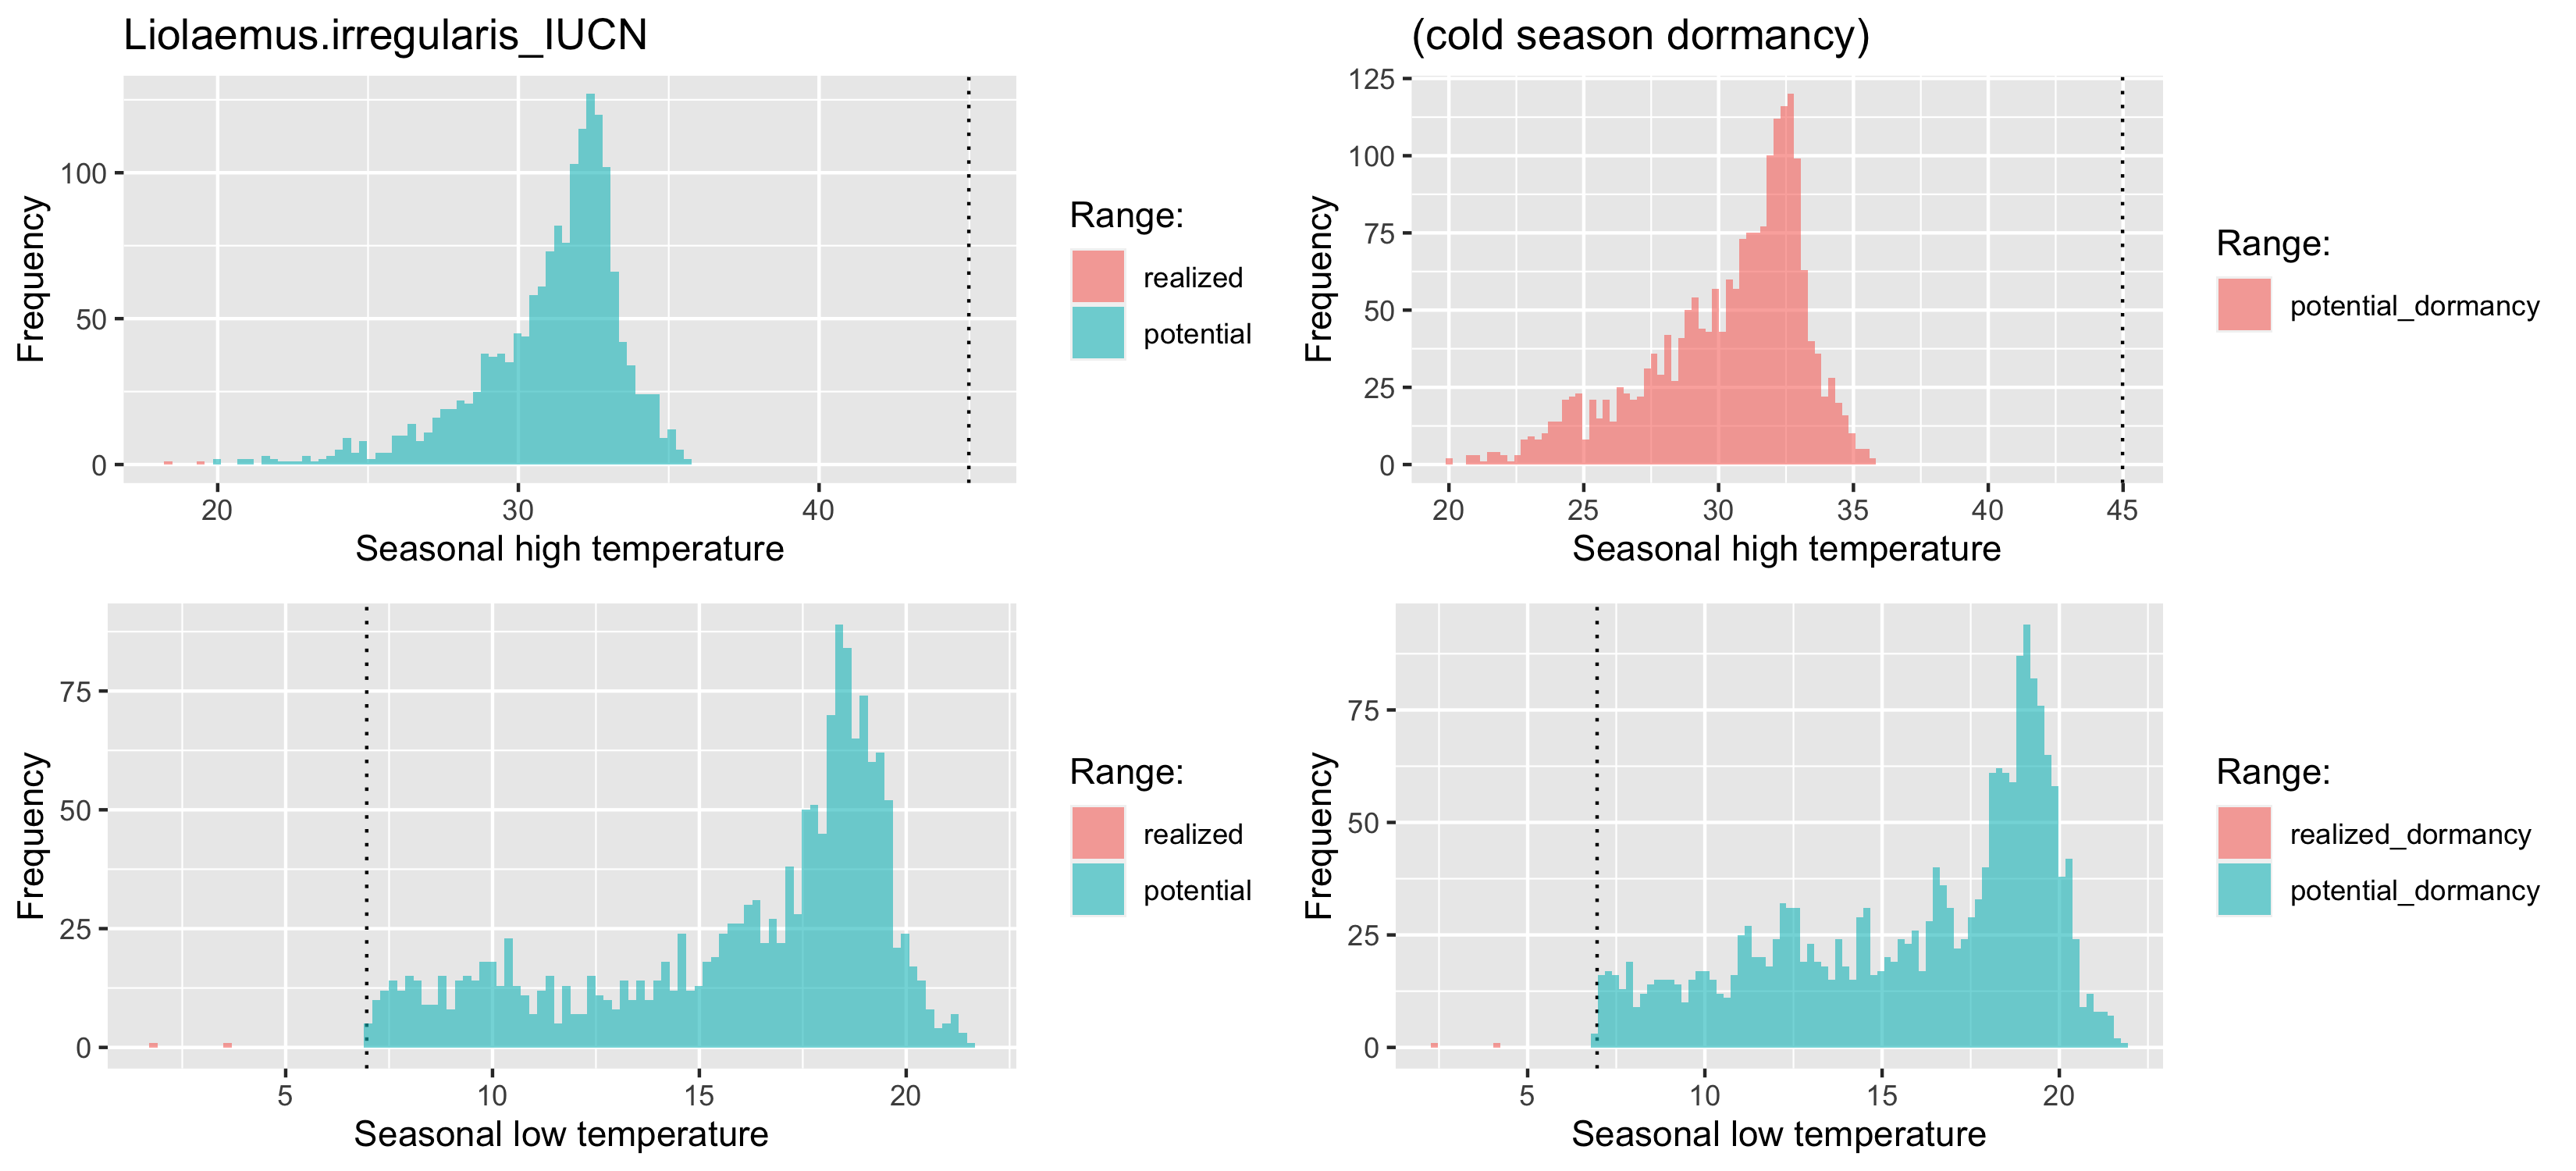 Liolaemus.irregularis_IUCN
Frequency
100
50
0
20
30
40
Seasonal high temperature
Range:
realized
potential
(cold season dormancy)
Frequency
125
100
75
50
25
0
20
25
30
35
40
45
Seasonal high temperature
Range:
potential_dormancy
Frequency
75
50
25
0
5
10
15
20
Seasonal low temperature
Range:
realized
potential
Frequency
75
50
25
0
5
10
15
20
Seasonal low temperature
Range:
realized_dormancy
potential_dormancy